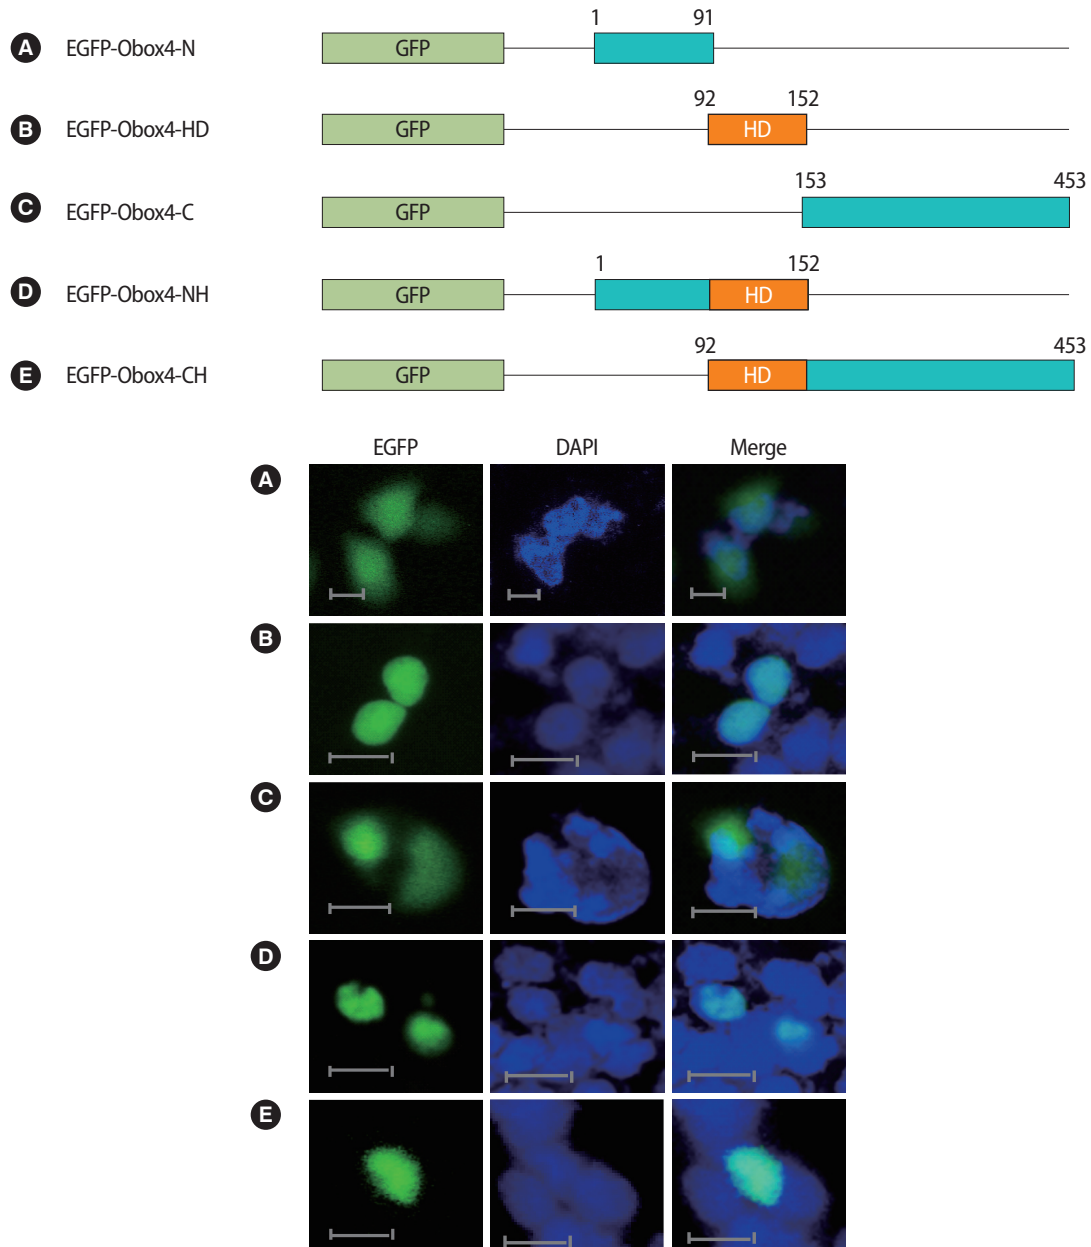 1 91
A EGFP-Obox4-N GFP
92 152
B EGFP-Obox4-HD GFP HD
153 453
C EGFP-Obox4-C GFP
1 152
D EGFP-Obox4-NH GFP HD
92 453
E EGFP-Obox4-CH GFP HD
EGFP DAPI Merge
A
B
C
D
E